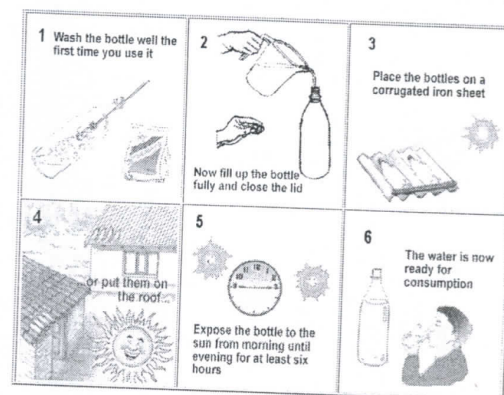 1 Wash the bottle well the
first time you use it
2
Now fill up the bottle
fully and close the lid
3
Place the bottles on a
corrugated iron sheet
4
or put them on
the roof...
5
Expose the bottle to the
sun from morning until
evening for at least six
hours
6
The water is now
ready for
consumption